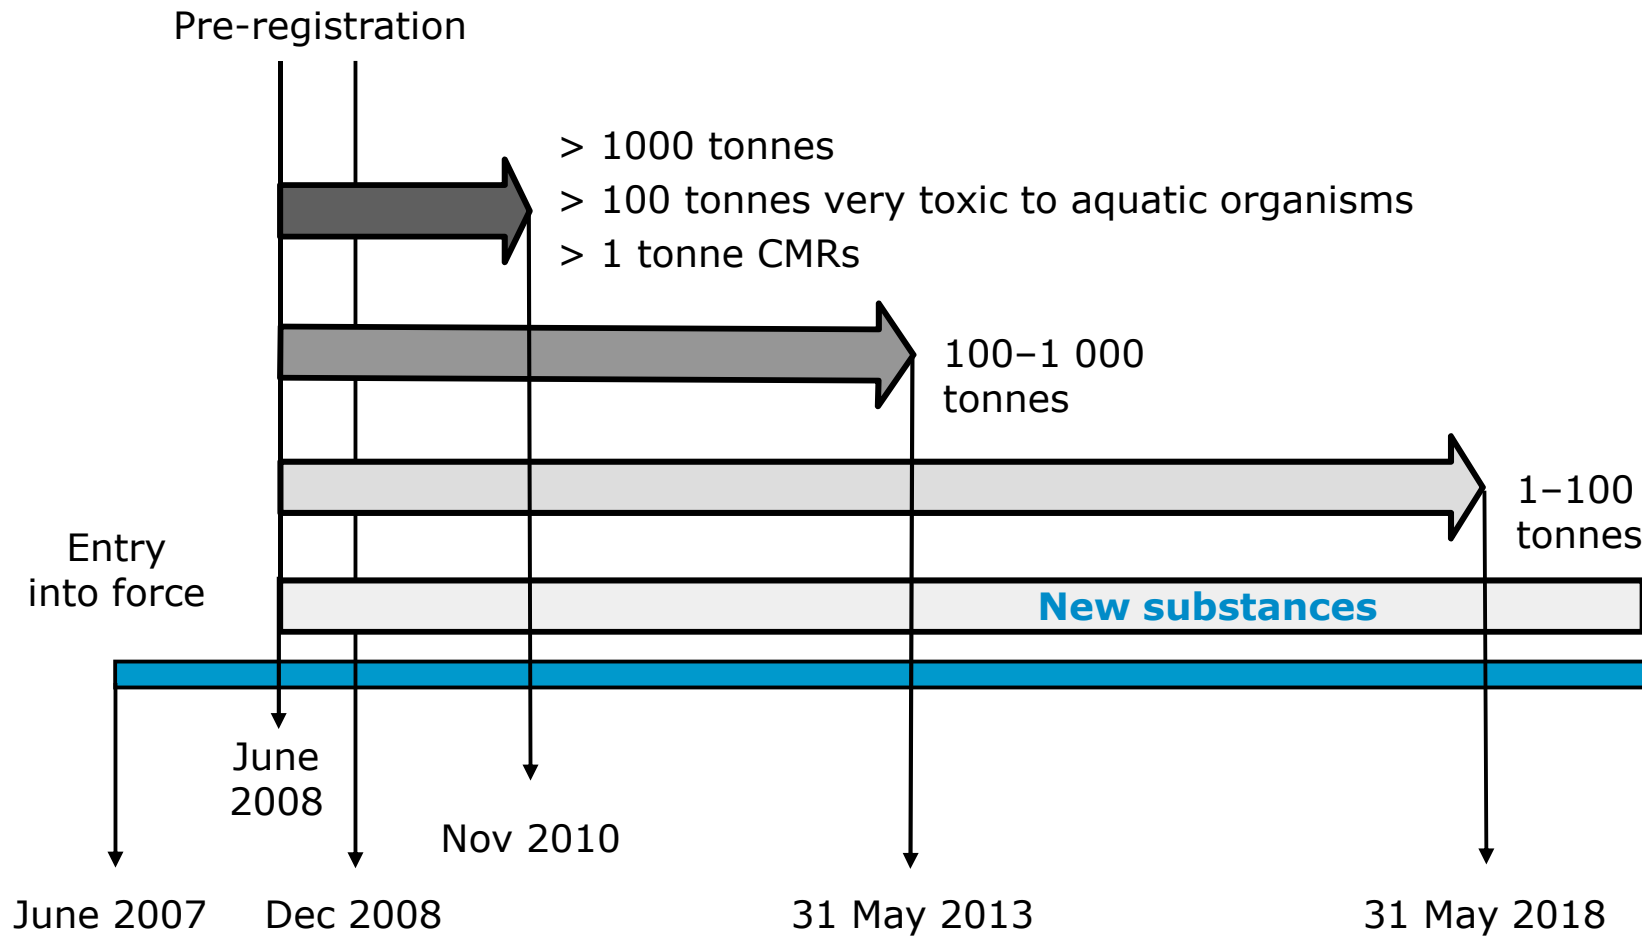 Pre-registration
> 1000 tonnes
> 100 tonnes very toxic to aquatic organisms
> 1 tonne CMRs
100–1 000
tonnes
1–100
tonnes
Entry
into force
New substances
June
2008
Nov 2010
June 2007
Dec 2008
31 May 2013
31 May 2018